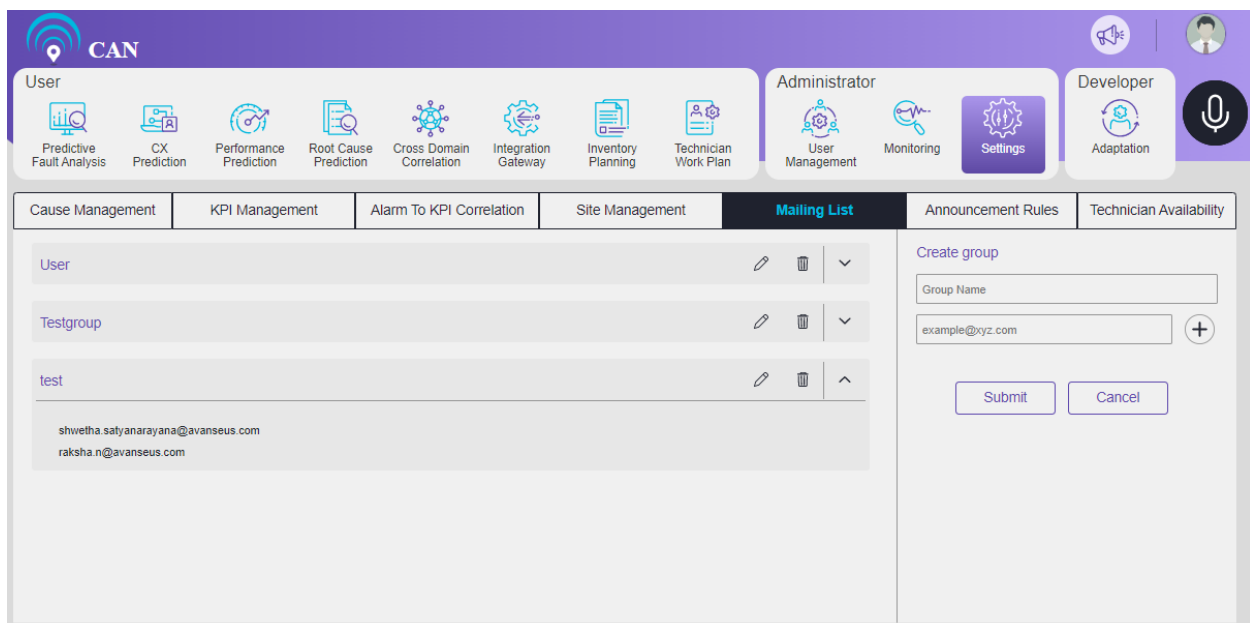 CAN
User
Administrator
Developer
Predictive
Fault Analysis
CX
Prediction
Performance
Prediction
Root Cause
Prediction
Cross Domain
Correlation
Integration
Gateway
Inventory
Planning
Technician
Work Plan
User
Management
Monitoring
Settings
Adaptation
Cause Management
KPI Management
Alarm To KPI Correlation
Site Management
Mailing List
Announcement Rules
Technician Availability
User
Testgroup
test
shwetha.satyanarayana@avanseus.com
raksha.n@avanseus.com
Create group
Group Name
example@xyz.com
Submit
Cancel